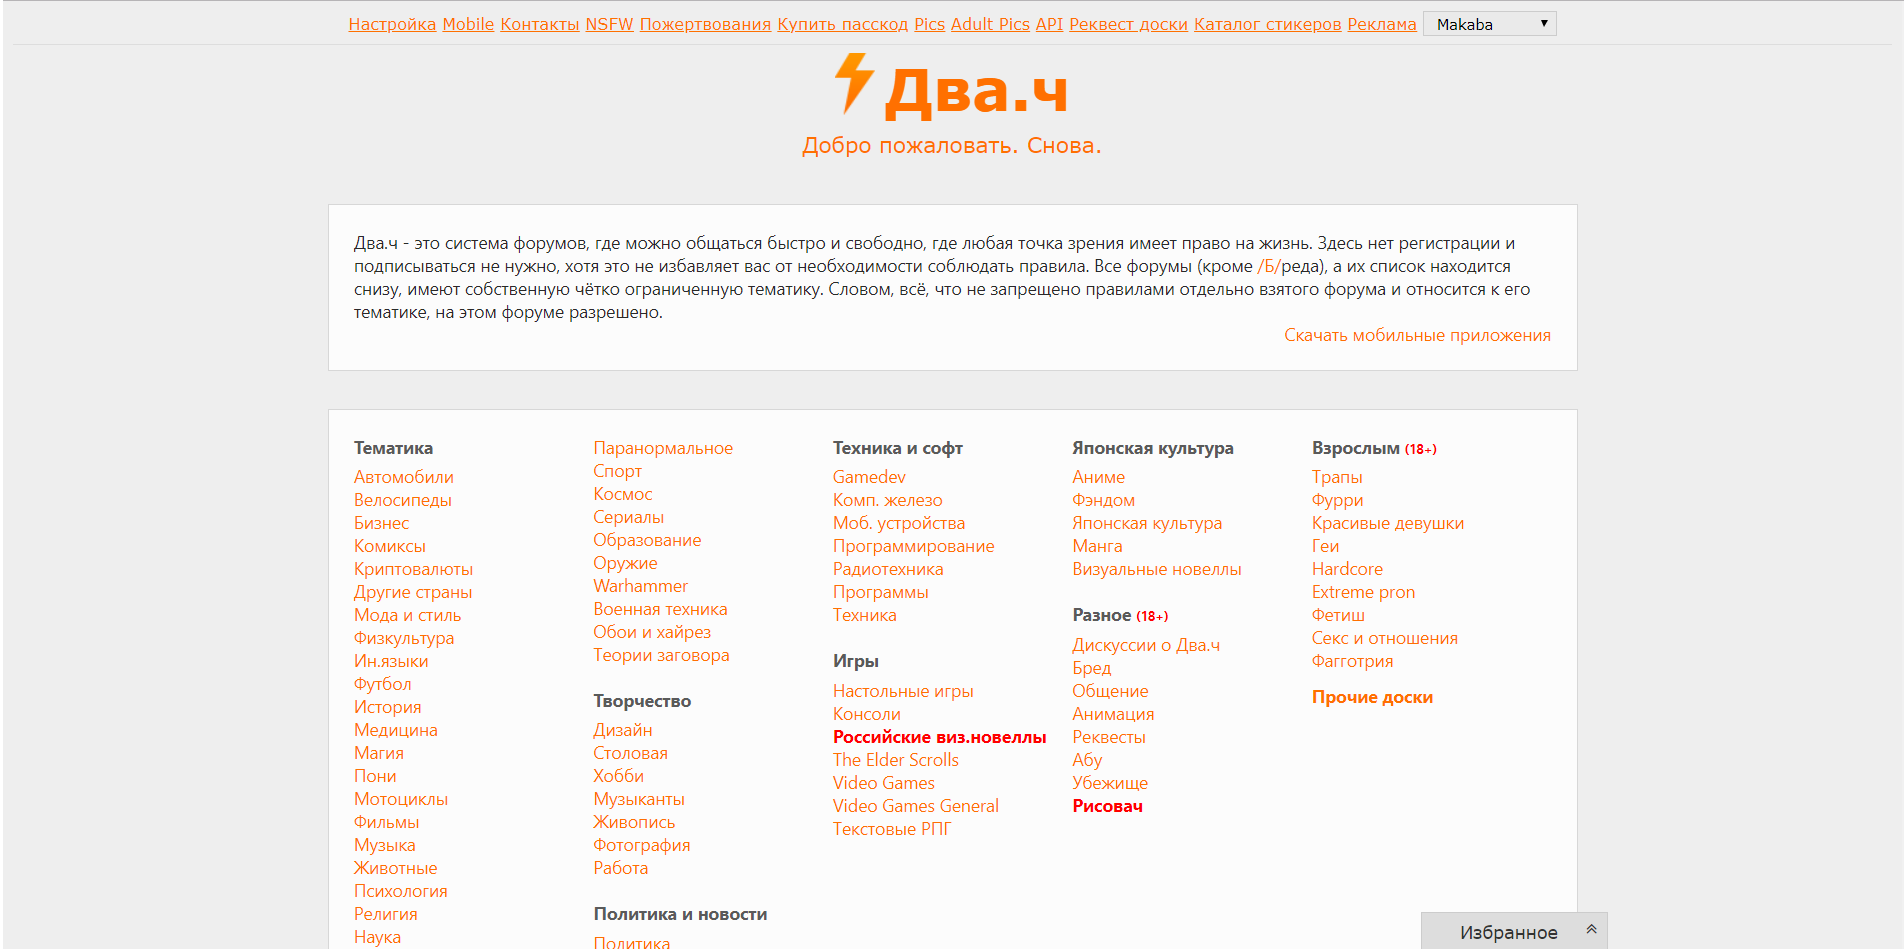 Настройка Mobile Контакты NSFW Пожертвования Купить пасскод Pics Adult Pics API Реквест доски Каталог стикеров Реклама Makaba
Два.ч
Добро пожаловать. Снова.
Два.ч - это система форумов, где можно общаться быстро и свободно, где любая точка зрения имеет право на жизнь. Здесь нет регистрации и
подписываться не нужно, хотя это не избавляет вас от необходимости соблюдать правила. Все форумы (кроме /Б/реда), а их список находится
снизу, имеют собственную чётко ограниченную тематику. Словом, всё, что не запрещено правилами отдельно взятого форума и относится к его
тематике, на этом форуме разрешено.
Скачать мобильные приложения
Тематика
Автомобили
Велосипеды
Бизнес
Комиксы
Криптовалюты
Другие страны
Мода и стиль
Физкультура
Ин.языки
Футбол
История
Медицина
Магия
Пони
Мотоциклы
Фильмы
Музыка
Животные
Психология
Религия
Наука
Паранормальное
Спорт
Космос
Сериалы
Образование
Оружие
Warhammer
Военная техника
Обои и хайрез
Теории заговора
Творчество
Дизайн
Столовая
Хобби
Музыканты
Живопись
Фотография
Работа
Политика и новости
Политика
Техника и софт
Gamedev
Комп. железо
Моб. устройства
Программирование
Радиотехника
Программы
Техника
Игры
Настольные игры
Консоли
Российские виз.новеллы
The Elder Scrolls
Video Games
Video Games General
Текстовые РПГ
Японская культура
Аниме
Фэндом
Японская культура
Манга
Визуальные новеллы
Разное (18+)
Дискуссии о Два.ч
Бред
Общение
Анимация
Реквесты
Абу
Убежище
Рисовач
Взрослым (18+)
Трапы
Фурри
Красивые девушки
Геи
Hardcore
Extreme pron
Фетиш
Секс и отношения
Фагготрия
Прочие доски
Избранное